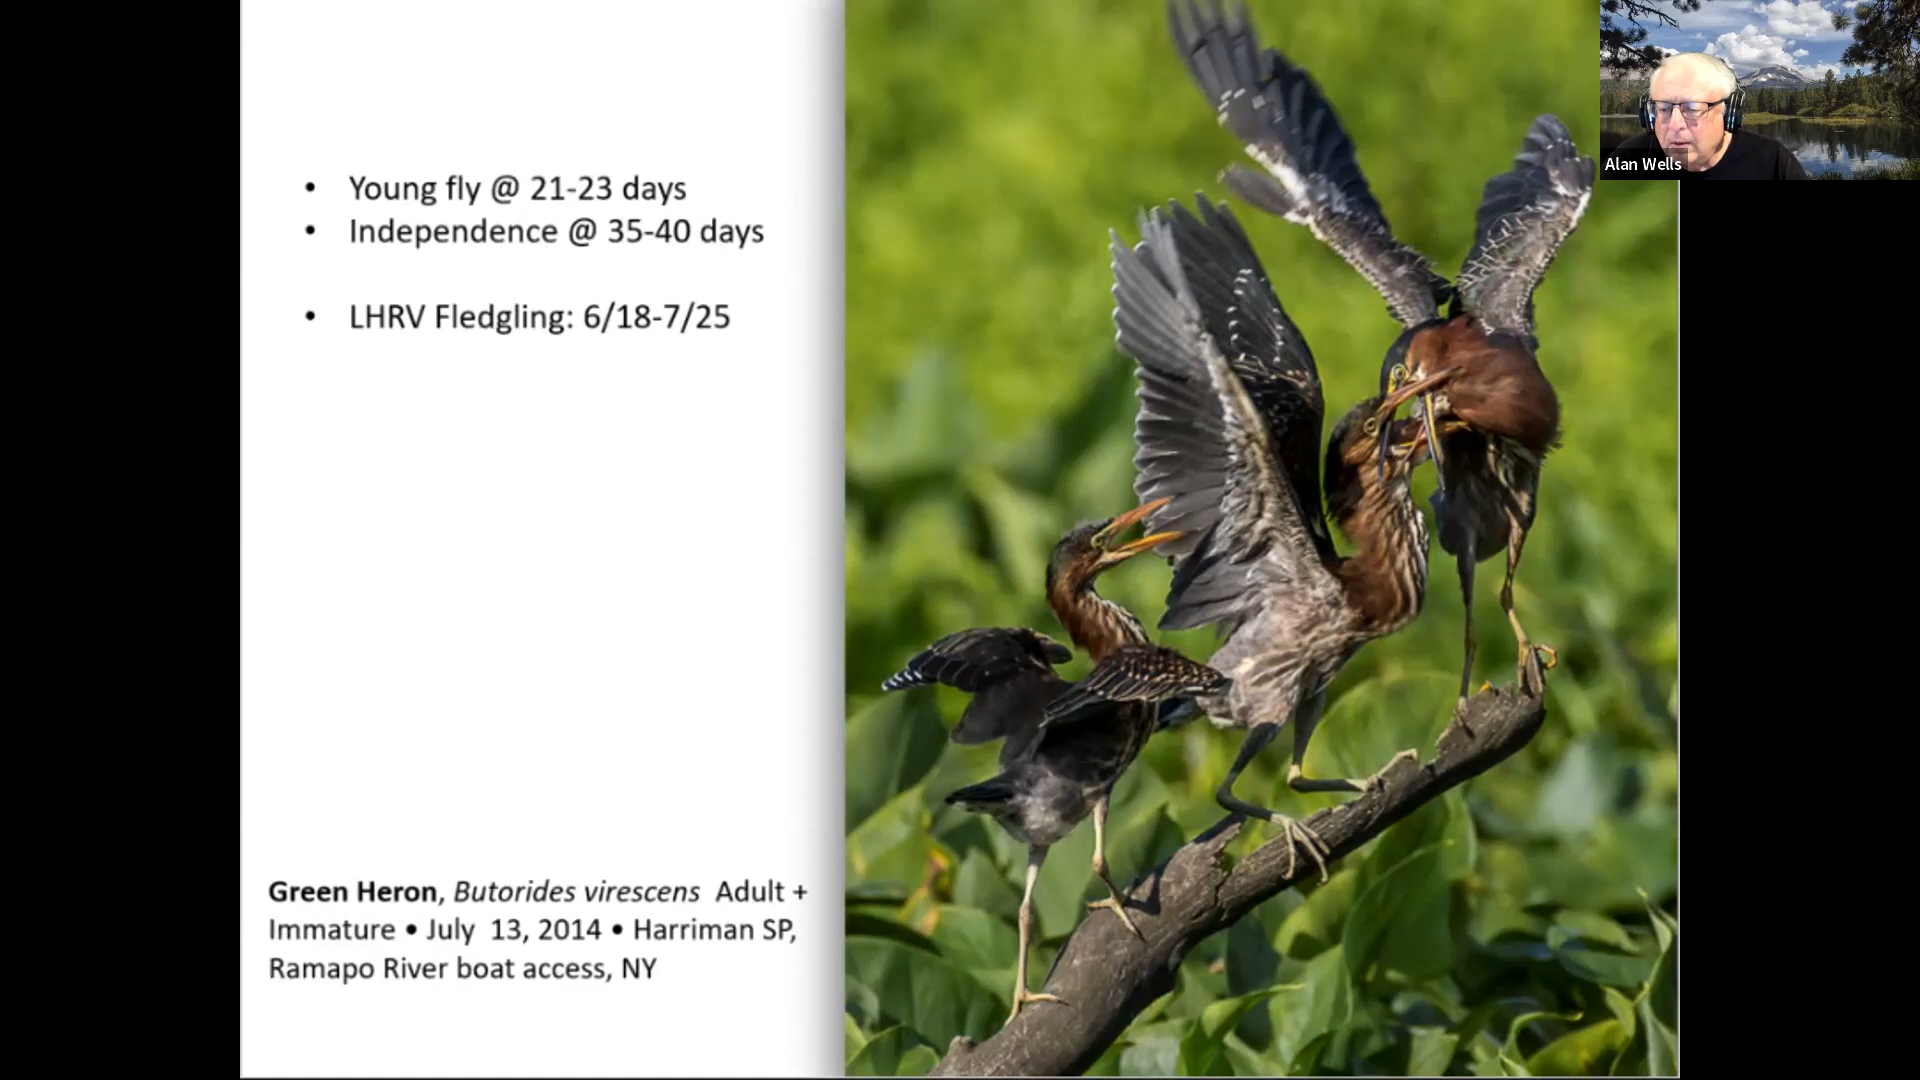 • Young fly @ 21-23 days
• Independence @ 35-40 days
• LHRV Fledgling: 6/18-7/25
Green Heron, Butorides virescens Adult +
Immature • July 13, 2014 • Harriman SP,
Ramapo River boat access, NY
Alan Wells